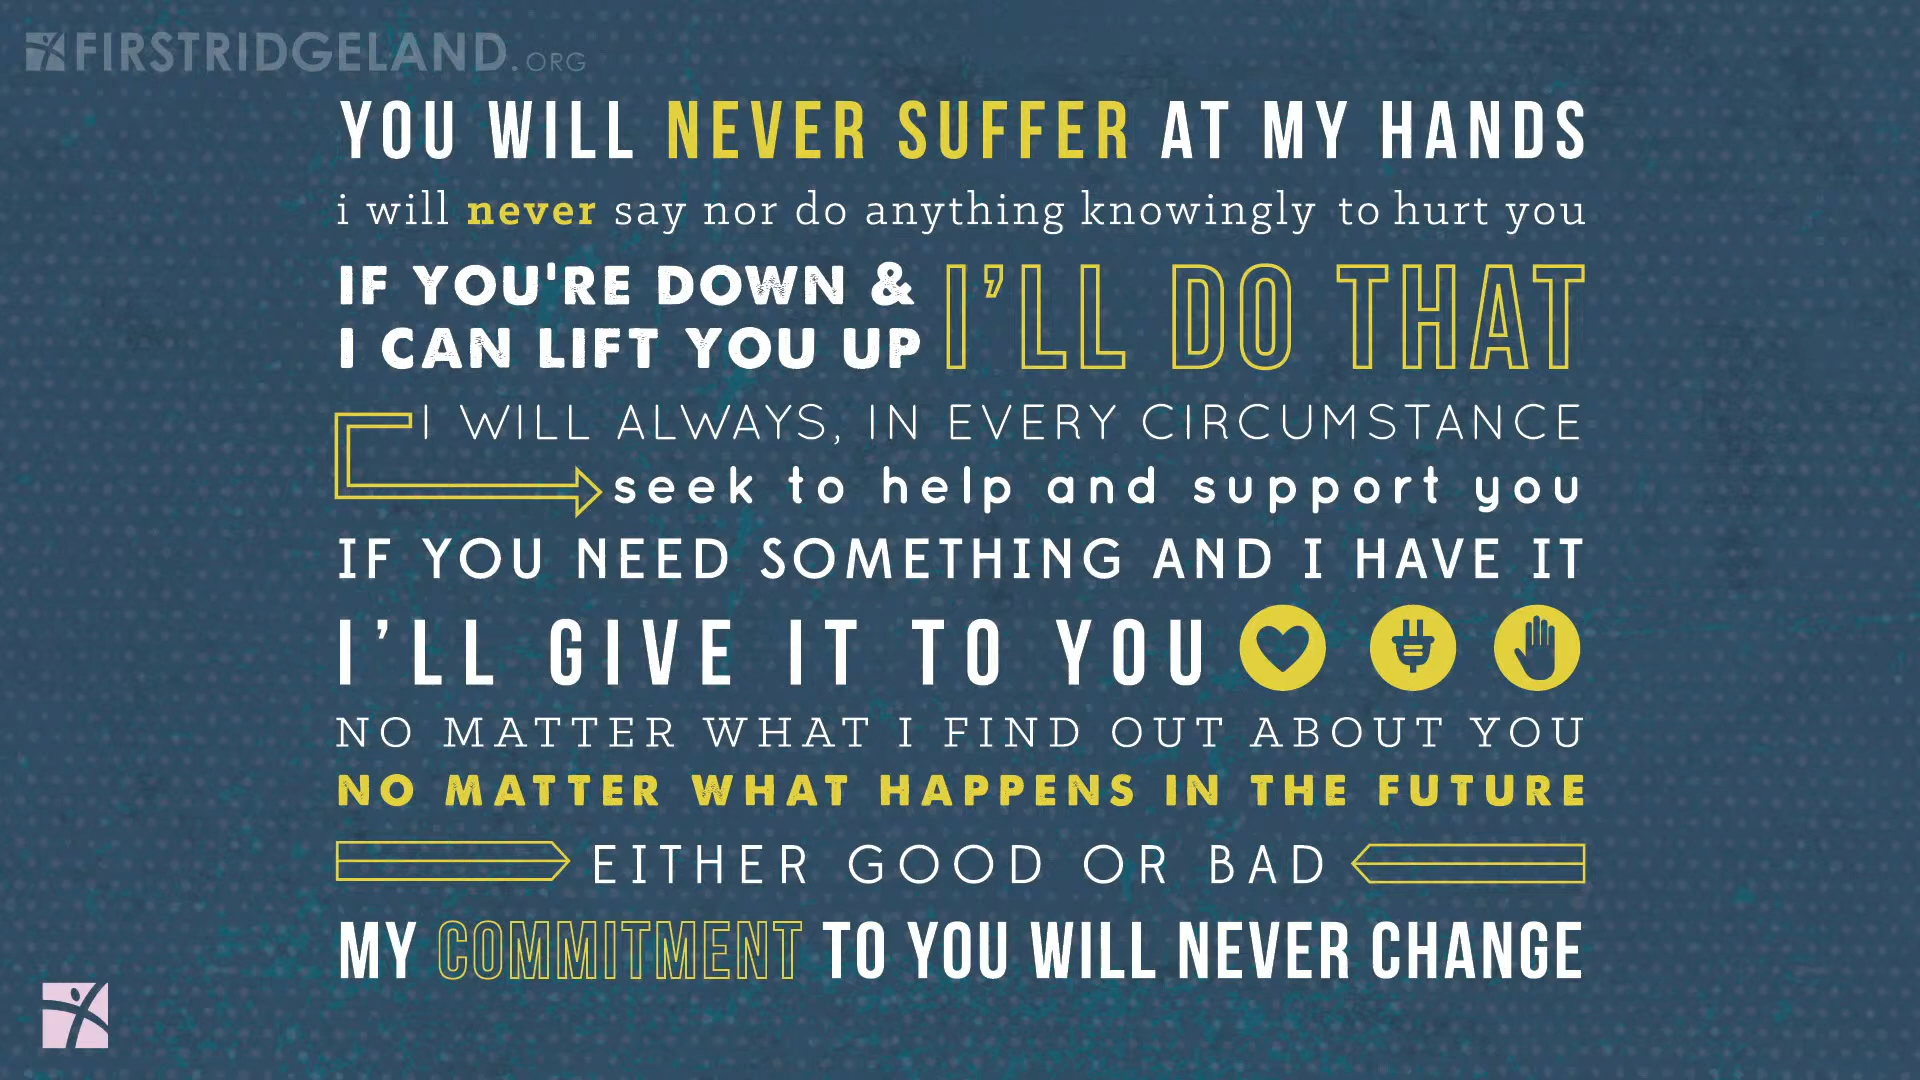 FIRSTRIDGELAND.ORG
YOU WILL NEVER SUFFER AT MY HANDS
i will never say nor do anything knowingly to hurt you
IF YOU'RE DOWN &
I CAN LIFT YOU UP
I'LL DO THAT
I WILL ALWAYS, IN EVERY CIRCUMSTANCE
seek to help and support you
IF YOU NEED SOMETHING AND I HAVE IT
I'LL GIVE IT TO YOU
NO MATTER WHAT I FIND OUT ABOUT YOU
NO MATTER WHAT HAPPENS IN THE FUTURE
EITHER GOOD OR BAD
MY COMMITMENT TO YOU WILL NEVER CHANGE